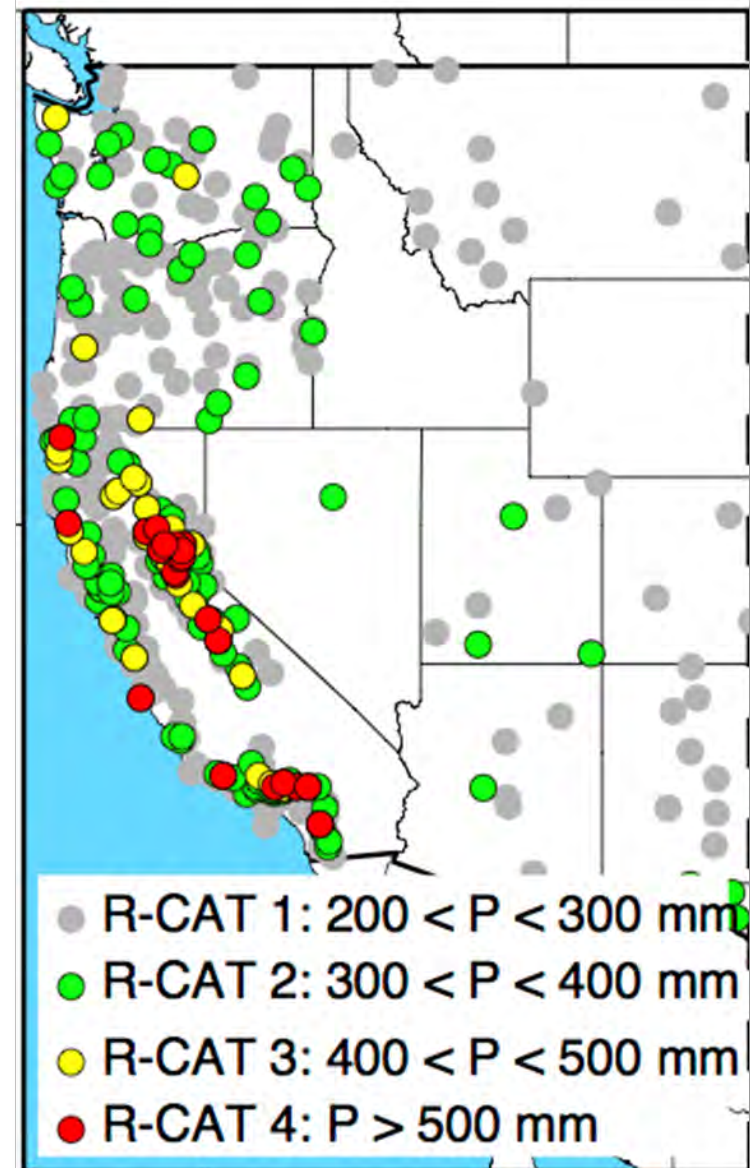 R-CAT 1: 200 < P < 300 mm
R-CAT 2: 300 < P < 400 mm
R-CAT 3: 400 < P < 500 mm
R-CAT 4: P > 500 mm